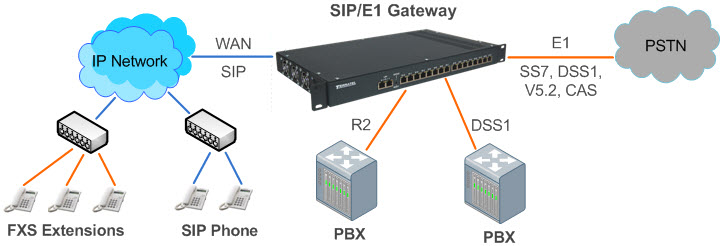 SIP/E1 Gateway
IP Network
WAN
SIP
E1
SS7, DSS1,
V5.2, CAS
PSTN
R2
DSS1
FXS Extensions
SIP Phone
PBX
PBX